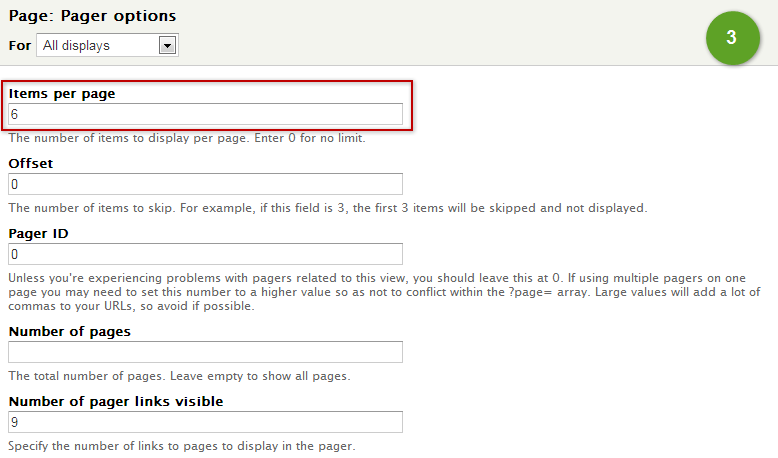 Page: Pager options
For All displays
3
Items per page
6
The number of items to display per page. Enter 0 for no limit.
Offset
0
The number of items to skip. For example, if this field is 3, the first 3 items will be skipped and not displayed.
Pager ID
0
Unless you're experiencing problems with pagers related to this view, you should leave this at 0. If using multiple pagers on one
page you may need to set this number to a higher value so as not to conflict within the ?page= array. Large values will add a lot of
commas to your URLs, so avoid if possible.
Number of pages
The total number of pages. Leave empty to show all pages.
Number of pager links visible
9
Specify the number of links to pages to display in the pager.